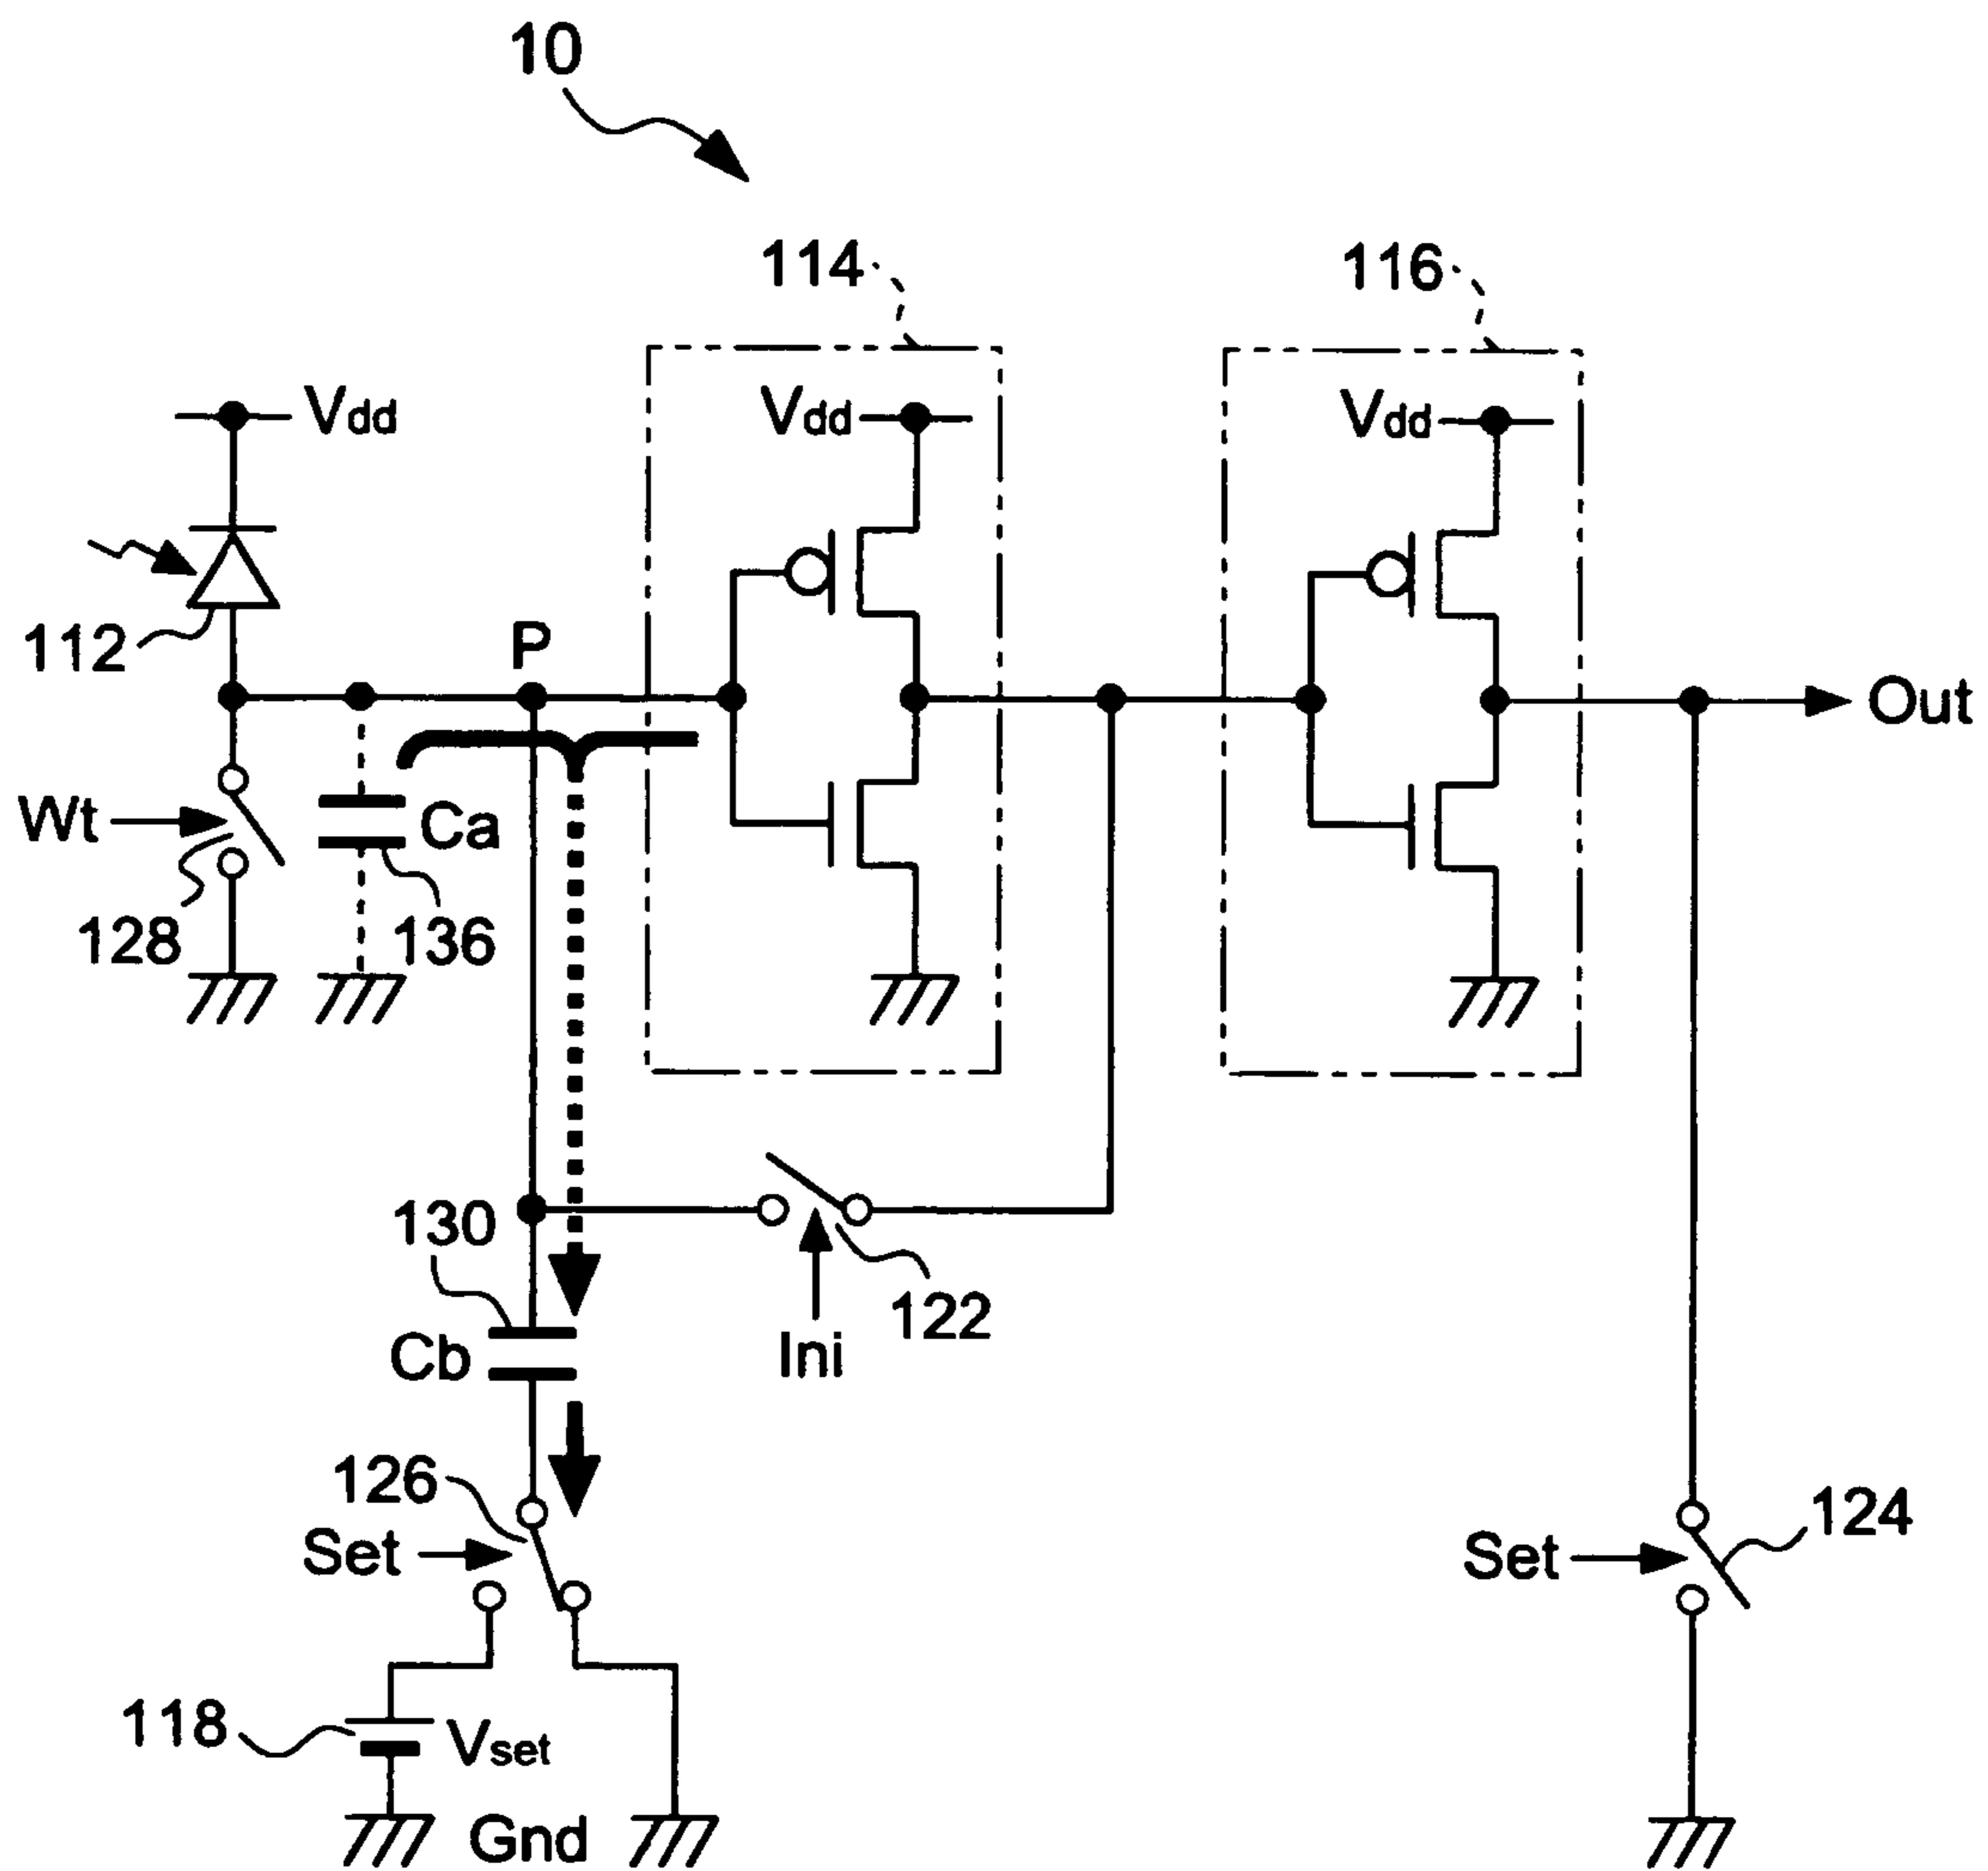 10
114
116
Vdd
Vdd
Vdd
112
P
Out
Wt
Ca
128
136
130
122
Cb
Ini
126
Set
124
Set
118
Vset
Gnd